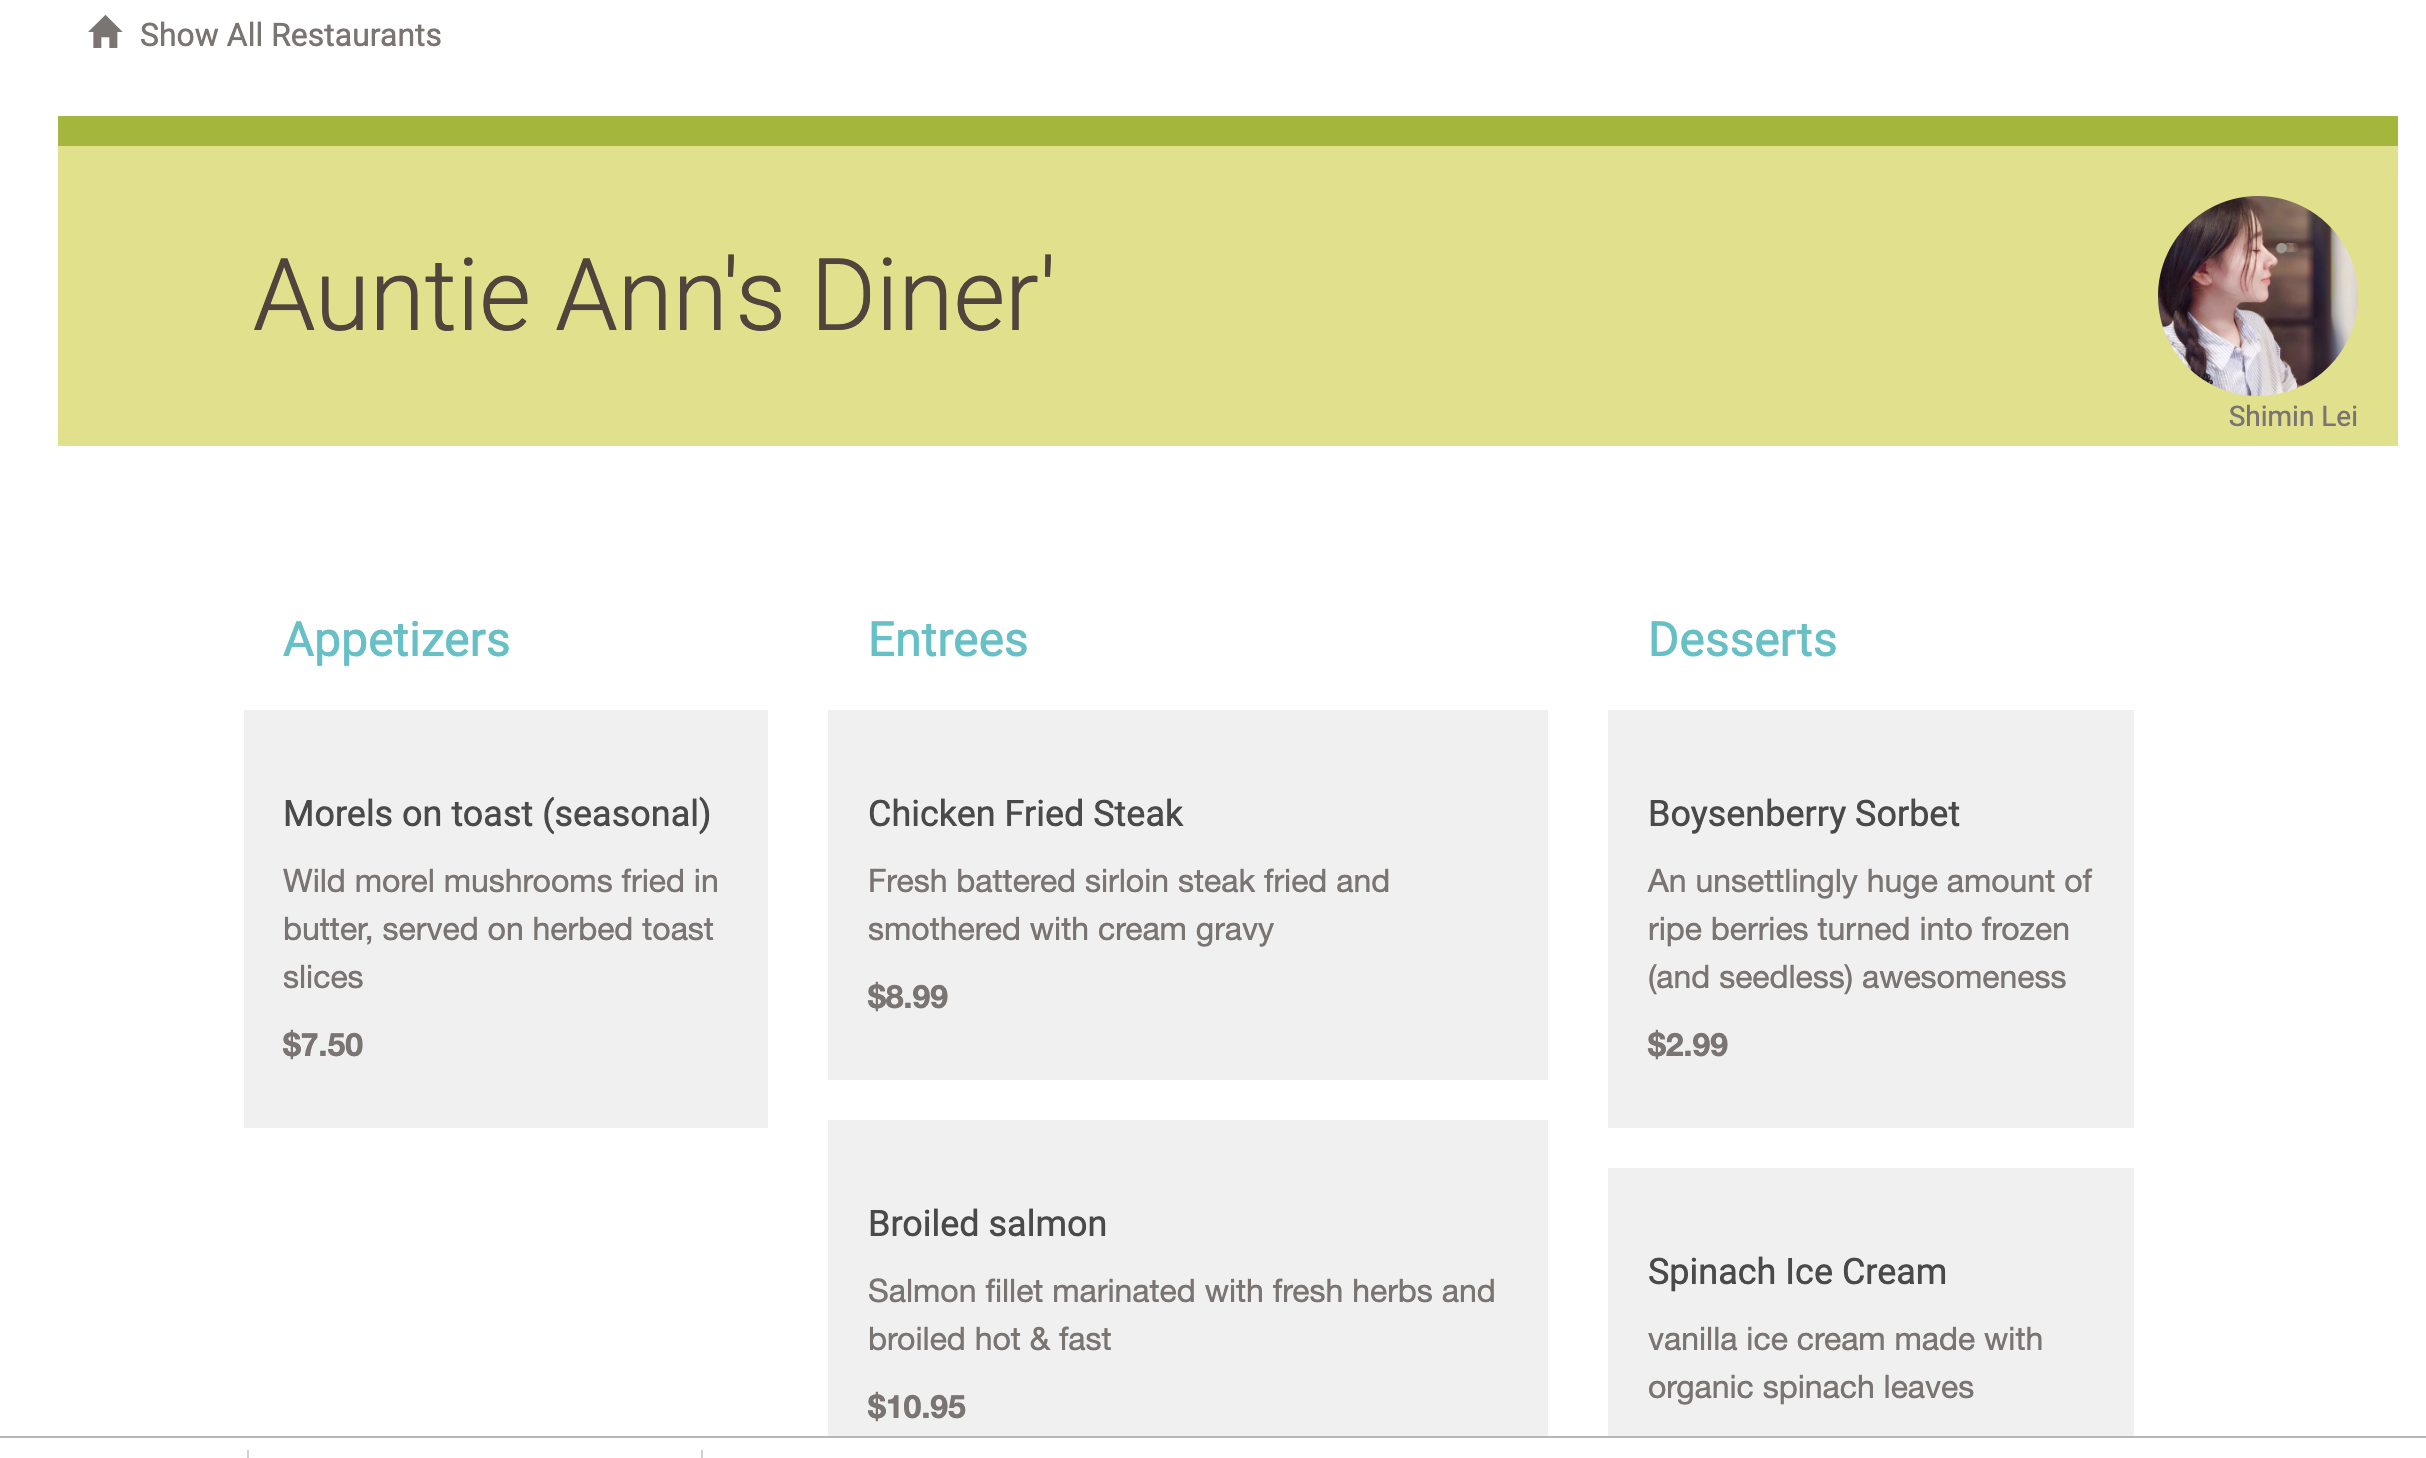 Show All Restaurants
Auntie Ann's Diner'
Shimin Lei
Appetizers
Morels on toast (seasonal)
Wild morel mushrooms fried in
butter, served on herbed toast
slices
$7.50
Entrees
Chicken Fried Steak
Fresh battered sirloin steak fried and
smothered with cream gravy
$8.99
Broiled salmon
Salmon fillet marinated with fresh herbs and
broiled hot & fast
$10.95
Desserts
Boysenberry Sorbet
An unsettlingly huge amount of
ripe berries turned into frozen
(and seedless) awesomeness
$2.99
Spinach Ice Cream
vanilla ice cream made with
organic spinach leaves